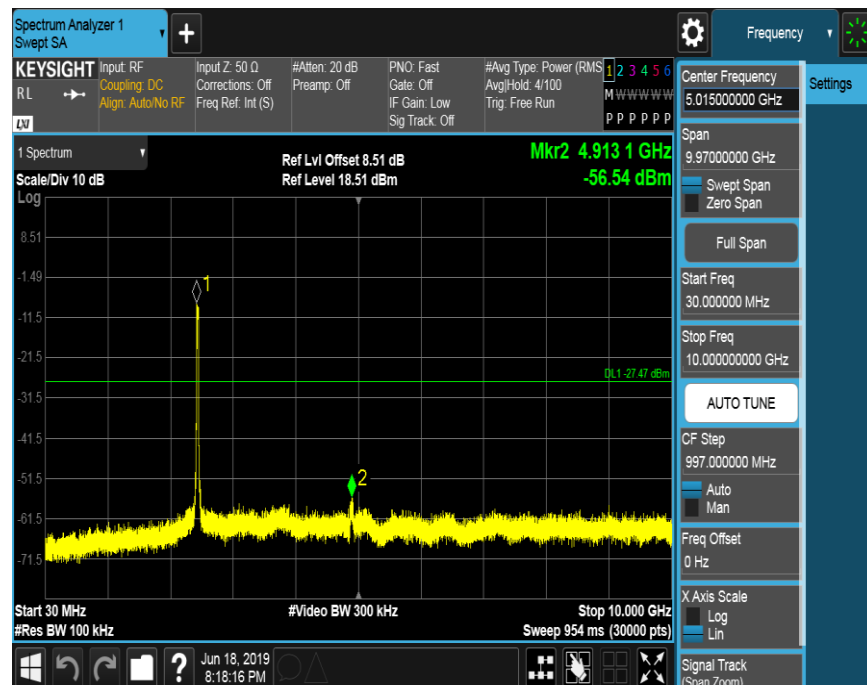 Spectrum Analyzer 1
Swept SA
+
Frequency
KEYSIGHT
RL
LXI
Input: RF
Coupling: DC
Align: Auto/No RF
Input Z: 50 Ω
Corrections: Off
Freq Ref: Int (S)
#Atten: 20 dB
Preamp: Off
PNO: Fast
Gate: Off
IF Gain: Low
Sig Track: Off
#Avg Type: Power (RMS
Avg|Hold: 4/100
Trig: Free Run
1 2 3 4 5 6
M W W W W W
P P P P P P
Center Frequency
5.015000000 GHz
Settings
1 Spectrum
Scale/Div 10 dB
Log
Ref Lvl Offset 8.51 dB
Ref Level 18.51 dBm
Mkr2 4.913 1 GHz
-56.54 dBm
8.51
-1.49
-11.5
-21.5
-31.5
-41.5
-51.5
-61.5
-71.5
1
DL1 -27.47 dBm
2
Start 30 MHz
#Res BW 100 kHz
#Video BW 300 kHz
Stop 10.000 GHz
Sweep 954 ms (30000 pts)
Span
9.97000000 GHz
Swept Span
Zero Span
Full Span
Start Freq
30.000000 MHz
Stop Freq
10.000000000 GHz
AUTO TUNE
CF Step
997.000000 MHz
Auto
Man
Freq Offset
0 Hz
X Axis Scale
Log
Lin
Signal Track
(Span Zoom)
?
Jun 18, 2019
8:18:16 PM